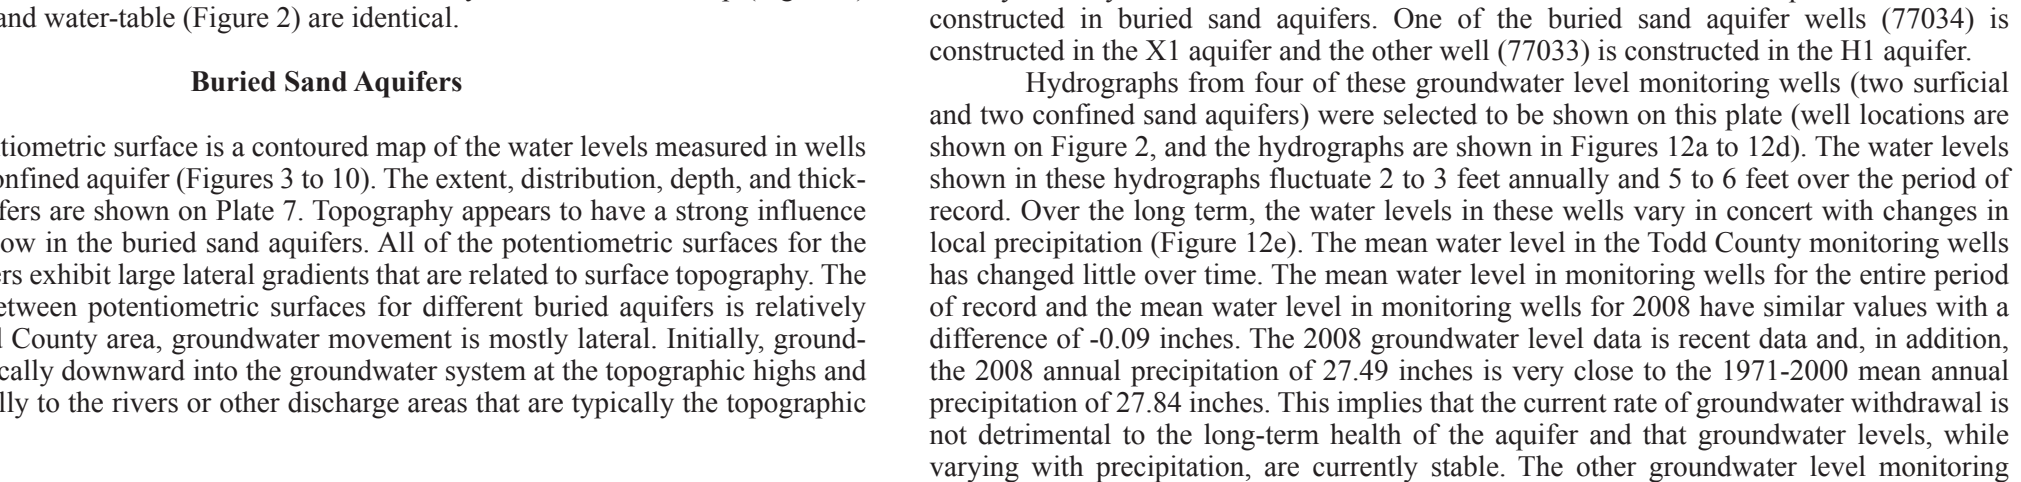 and water-table (Figure 2) are identical.
Buried Sand Aquifers
tiometric surface is a contoured map of the water levels measured in wells
onfined aquifer (Figures 3 to 10). The extent, distribution, depth, and thick-
fers are shown on Plate 7. Topography appears to have a strong influence
ow in the buried sand aquifers. All of the potentiometric surfaces for the
ers exhibit large lateral gradients that are related to surface topography. The
etween potentiometric surfaces for different buried aquifers is relatively
d County area, groundwater movement is mostly lateral. Initially, ground-
cally downward into the groundwater system at the topographic highs and
lly to the rivers or other discharge areas that are typically the topographic
constructed in buried sand aquifers. One of the buried sand aquifer wells (77034) is
constructed in the X1 aquifer and the other well (77033) is constructed in the H1 aquifer.
Hydrographs from four of these groundwater level monitoring wells (two surficial
and two confined sand aquifers) were selected to be shown on this plate (well locations are
shown on Figure 2, and the hydrographs are shown in Figures 12a to 12d). The water levels
shown in these hydrographs fluctuate 2 to 3 feet annually and 5 to 6 feet over the period of
record. Over the long term, the water levels in these wells vary in concert with changes in
local precipitation (Figure 12e). The mean water level in the Todd County monitoring wells
has changed little over time. The mean water level in monitoring wells for the entire period
of record and the mean water level in monitoring wells for 2008 have similar values with a
difference of -0.09 inches. The 2008 groundwater level data is recent data and, in addition,
the 2008 annual precipitation of 27.49 inches is very close to the 1971-2000 mean annual
precipitation of 27.84 inches. This implies that the current rate of groundwater withdrawal is
not detrimental to the long-term health of the aquifer and that groundwater levels, while
varying with precipitation, are currently stable. The other groundwater level monitoring